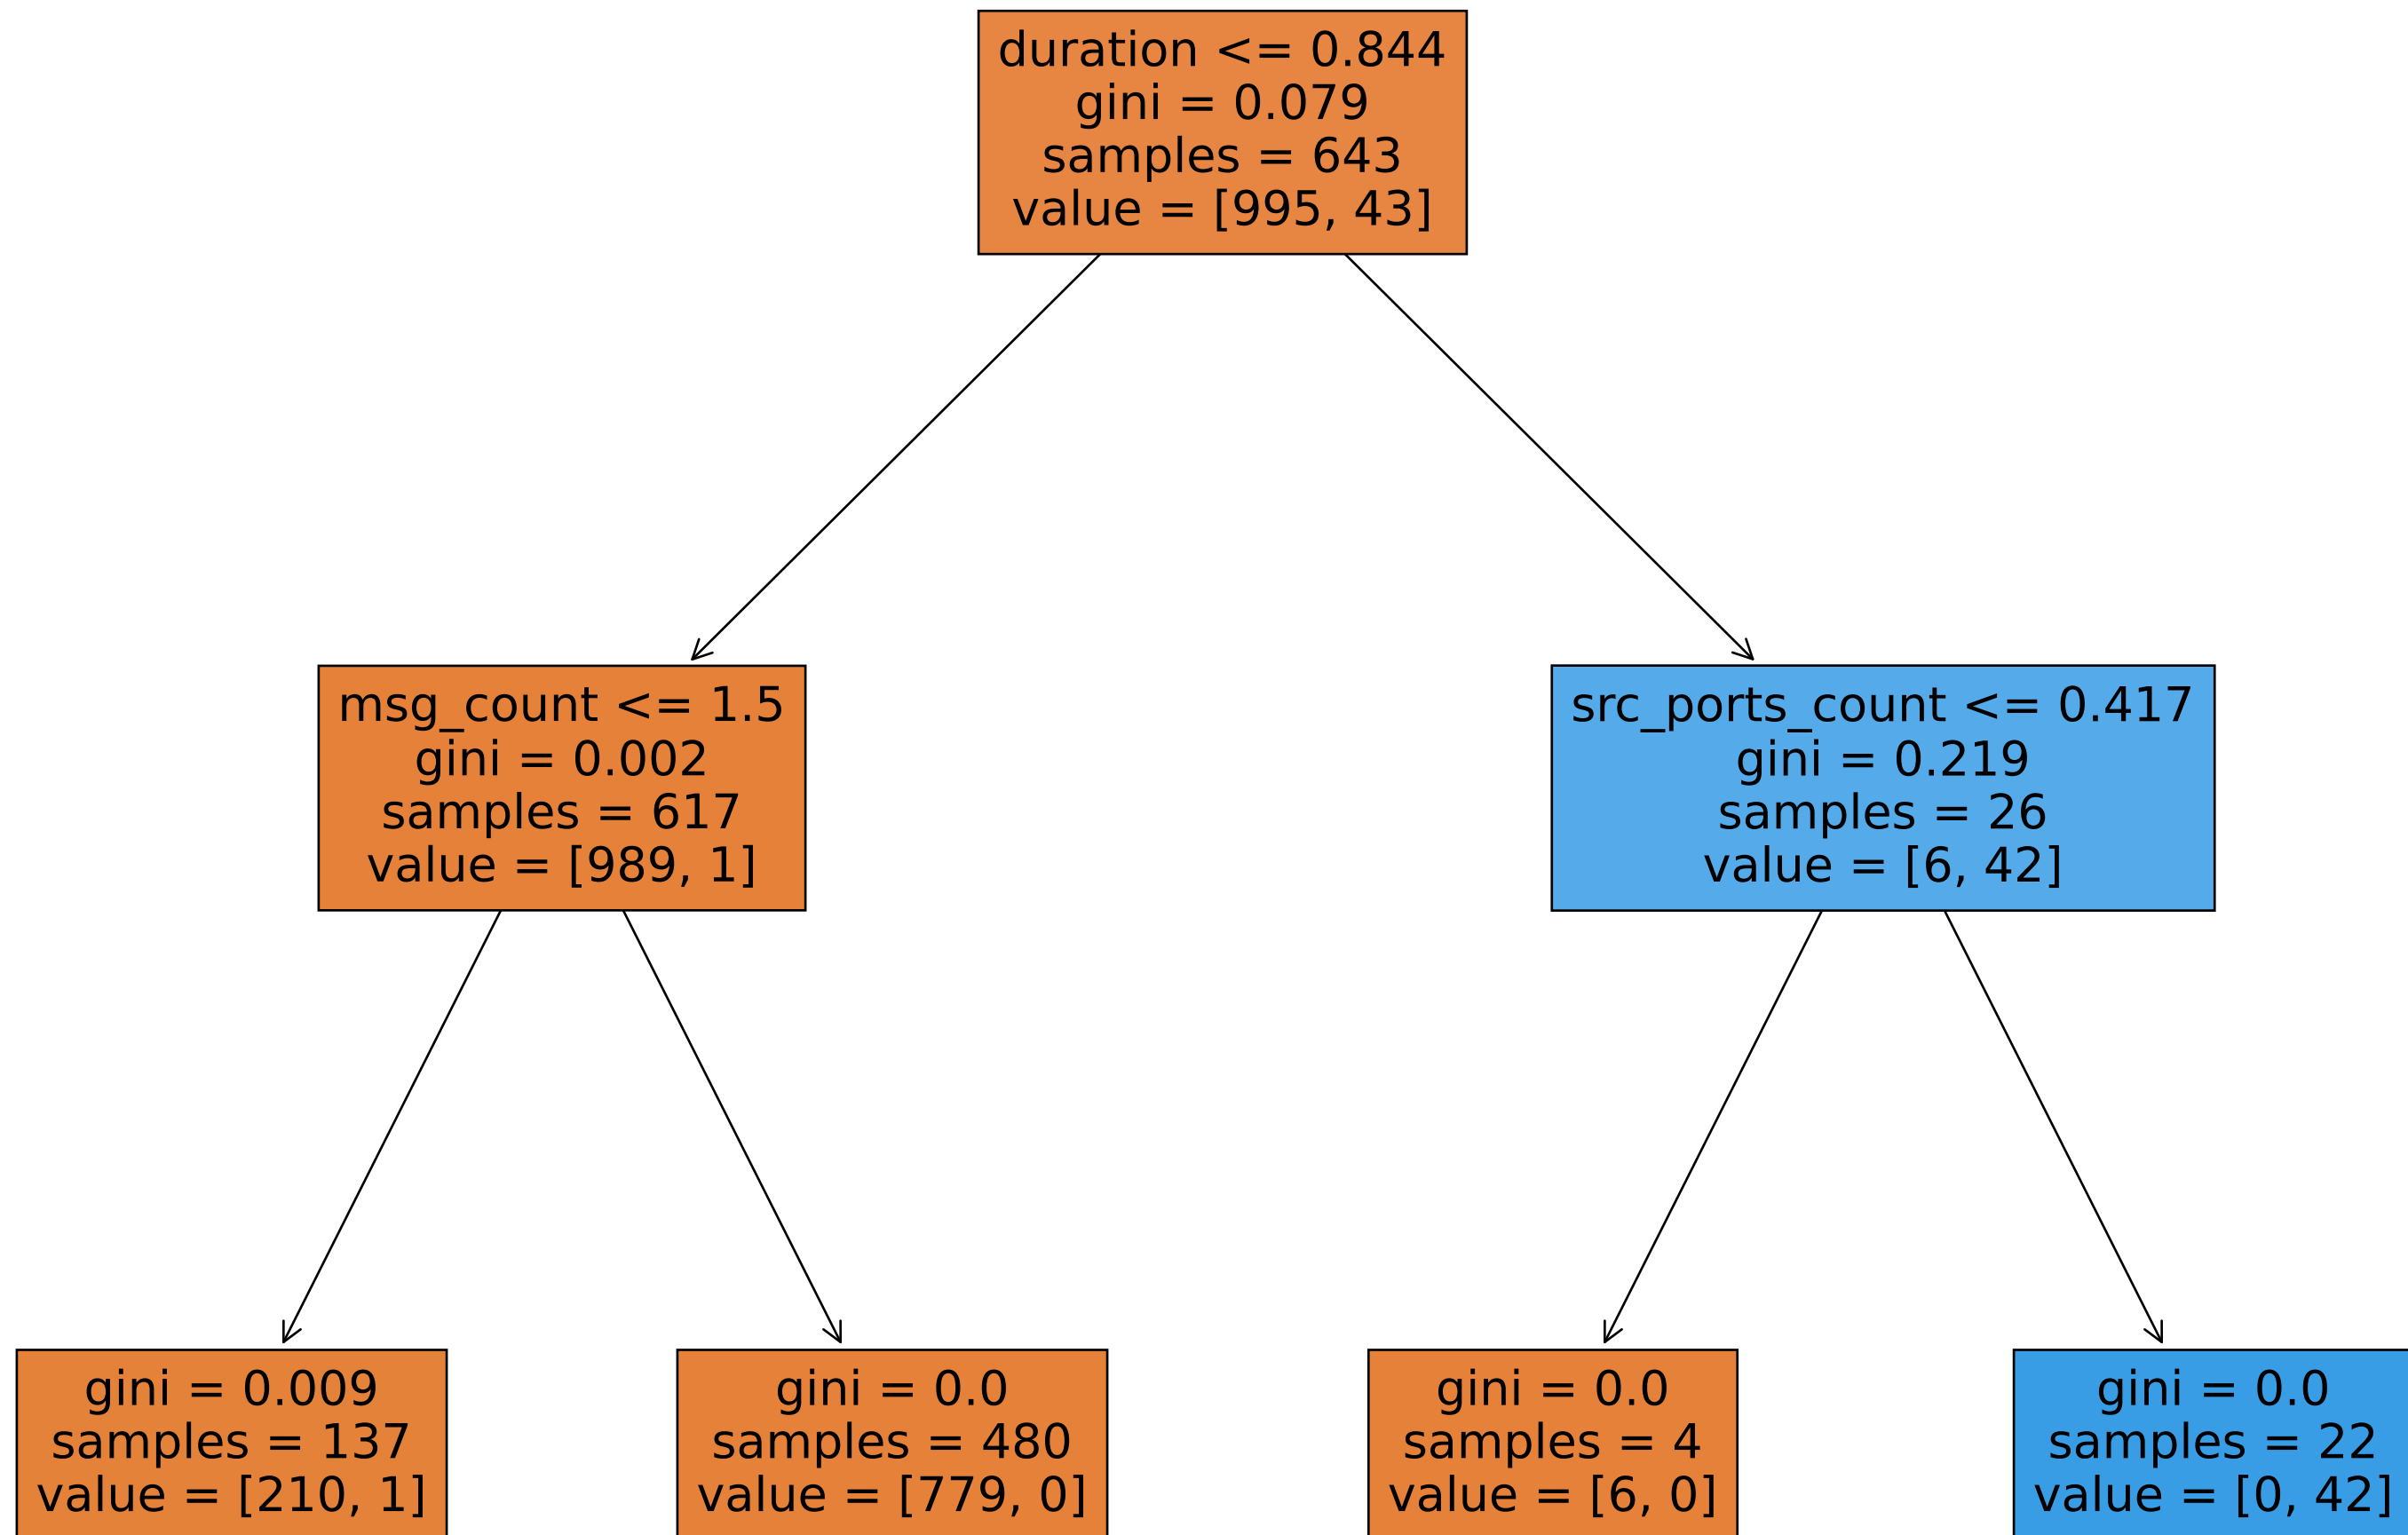 duration <= 0.844
gini = 0.079
samples = 643
value = [995, 43]
msg_count <= 1.5
gini = 0.002
samples = 617
value = [989, 1]
src_ports_count <= 0.417
gini = 0.219
samples = 26
value = [6, 42]
gini = 0.009
samples = 137
value = [210, 1]
gini = 0.0
samples = 480
value = [779, 0]
gini = 0.0
samples = 4
value = [6, 0]
gini = 0.0
samples = 22
value = [0, 42]